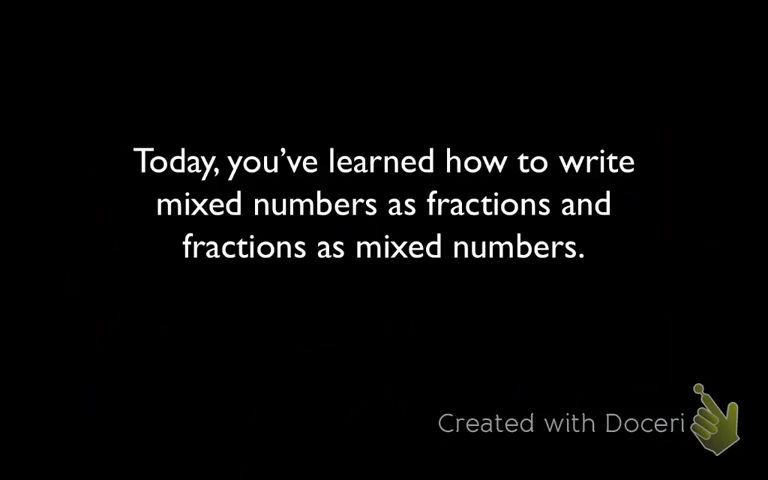 Today, you've learned how to write
mixed numbers as fractions and
fractions as mixed numbers.
Created with Doceri